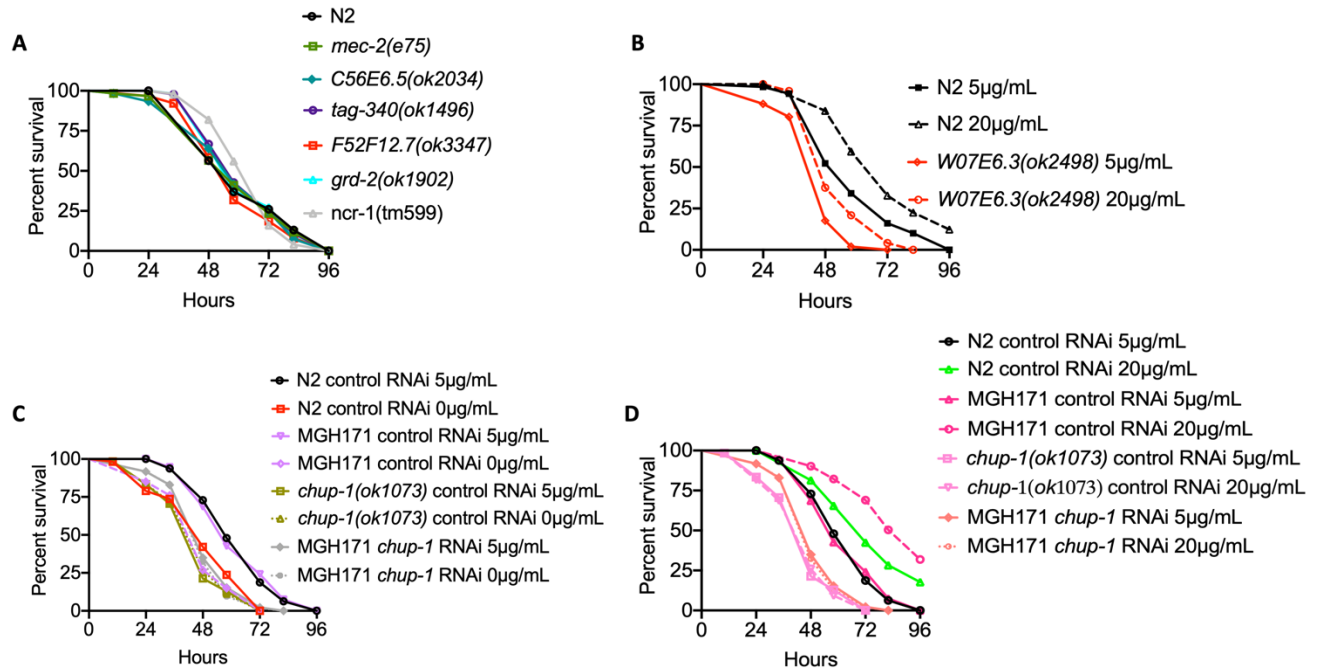 A
N2
mec-2(e75)
C56E6.5(ok2034)
tag-340(ok1496)
F52F12.7(ok3347)
grd-2(ok1902)
ncr-1(tm599)
Percent survival
100
75
50
25
0
0 24 48 72 96
Hours
B
N2 5µg/mL
N2 20µg/mL
W07E6.3(ok2498) 5µg/mL
W07E6.3(ok2498) 20µg/mL
Percent survival
100
75
50
25
0
0 24 48 72 96
Hours
C
N2 control RNAi 5µg/mL
N2 control RNAi 0µg/mL
MGH171 control RNAi 5µg/mL
MGH171 control RNAi 0µg/mL
chup-1(ok1073) control RNAi 5µg/mL
chup-1(ok1073) control RNAi 0µg/mL
MGH171 chup-1 RNAi 5µg/mL
MGH171 chup-1 RNAi 0µg/mL
Percent survival
100
75
50
25
0
0 24 48 72 96
Hours
D
N2 control RNAi 5µg/mL
N2 control RNAi 20µg/mL
MGH171 control RNAi 5µg/mL
MGH171 control RNAi 20µg/mL
chup-1(ok1073) control RNAi 5µg/mL
chup-1(ok1073) control RNAi 20µg/mL
MGH171 chup-1 RNAi 5µg/mL
MGH171 chup-1 RNAi 20µg/mL
Percent survival
100
75
50
25
0
0 24 48 72 96
Hours